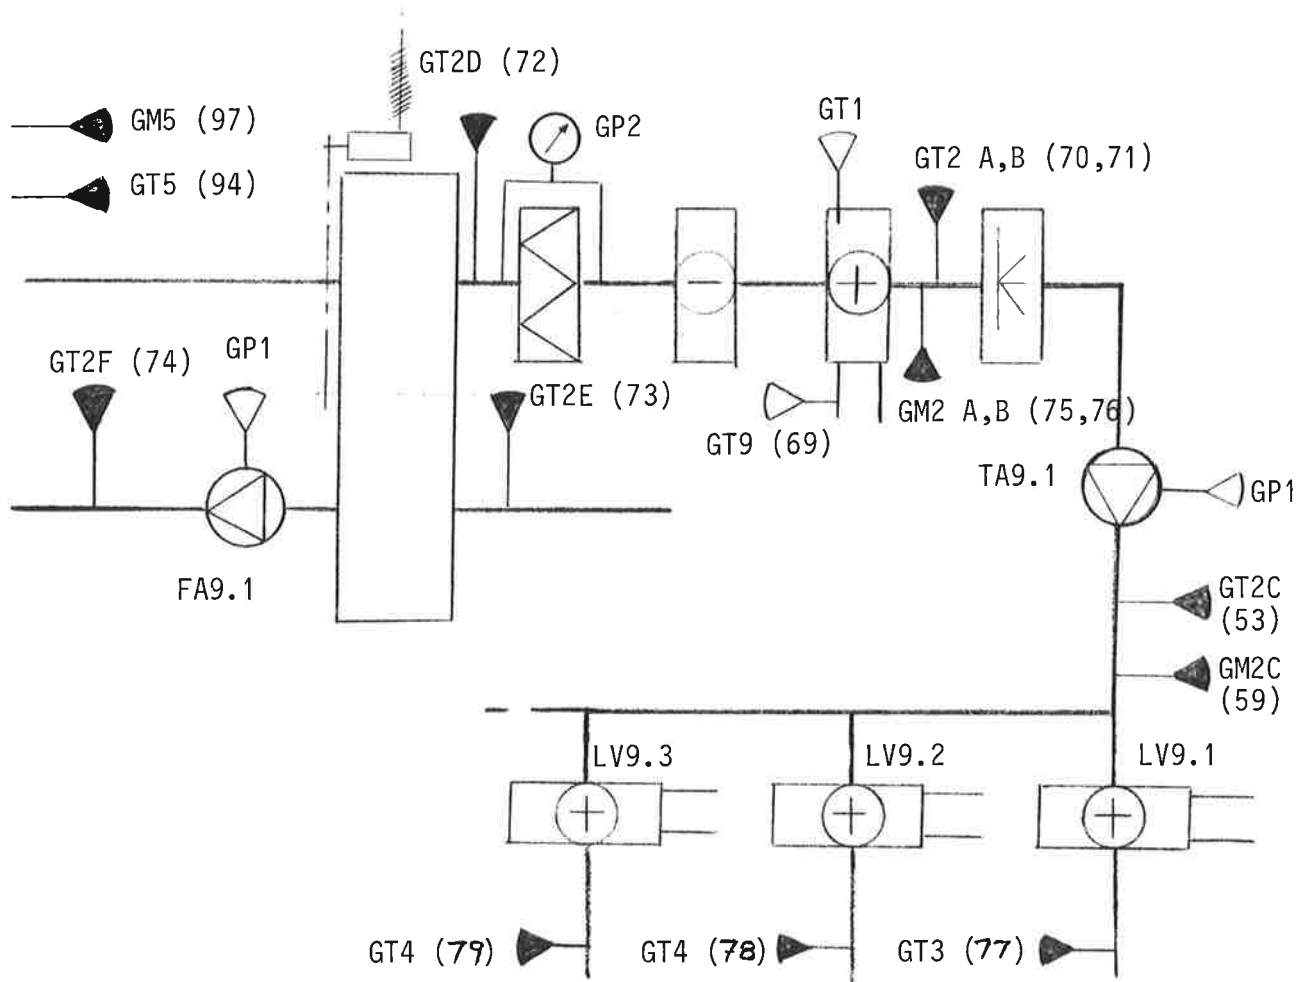 GT2D (72)
GM5 (97)
GP2
GT1
GT2 A,B (70,71)
GT5 (94)
GT2F (74)
GP1
GT2E (73)
GM2 A,B (75,76)
GT9 (69)
TA9.1
GP1
FA9.1
GT2C
(53)
GM2C
(59)
LV9.3
LV9.2
LV9.1
GT4 (79)
GT4 (78)
GT3 (77)